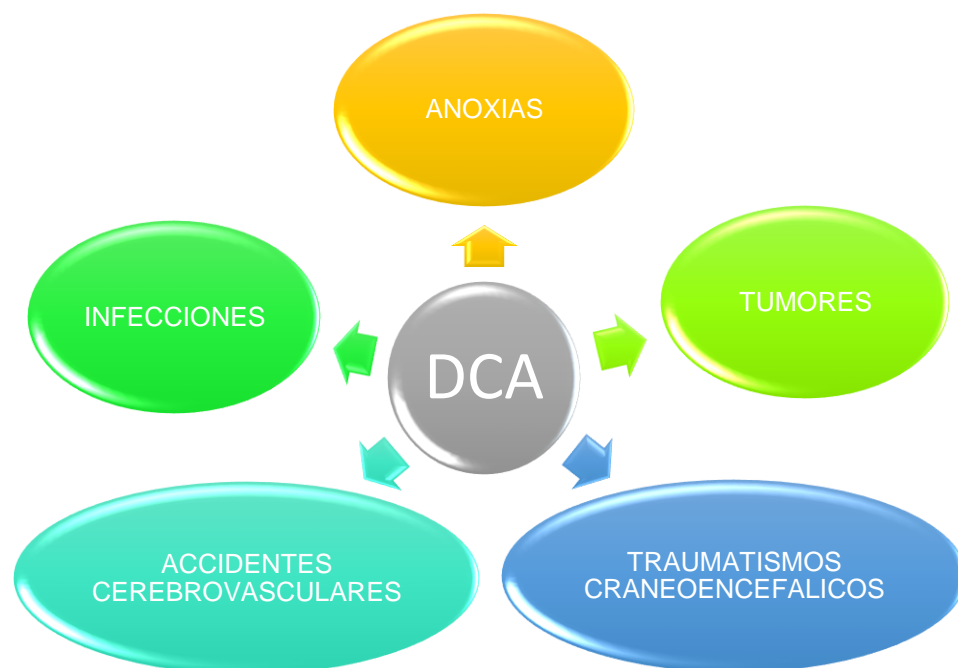 ANOXIAS
TUMORES
INFECCIONES
DCA
ACCIDENTES
CEREBROVASCULARES
TRAUMATISMOS
CRANEOENCEFALICOS